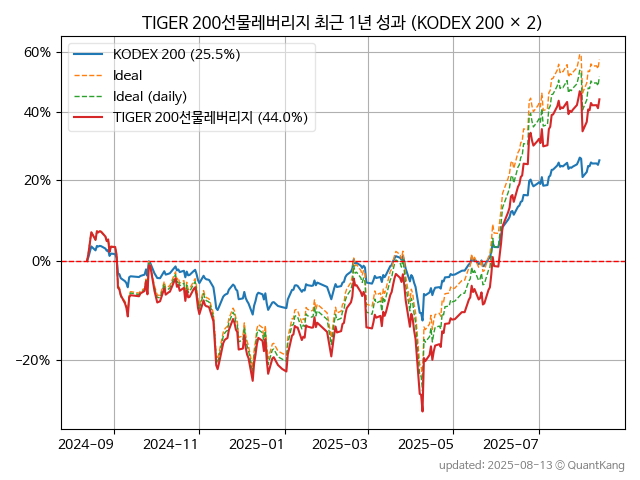 TIGER 200선물레버리지 최근 1년 성과 (KODEX 200 × 2)
60%
40%
20%
0%
−20%
KODEX 200 (25.5%)
Ideal
Ideal (daily)
TIGER 200선물레버리지 (44.0%)
2024-09
2024-11
2025-01
2025-03
2025-05
2025-07
updated: 2025-08-13 ⓒ QuantKang